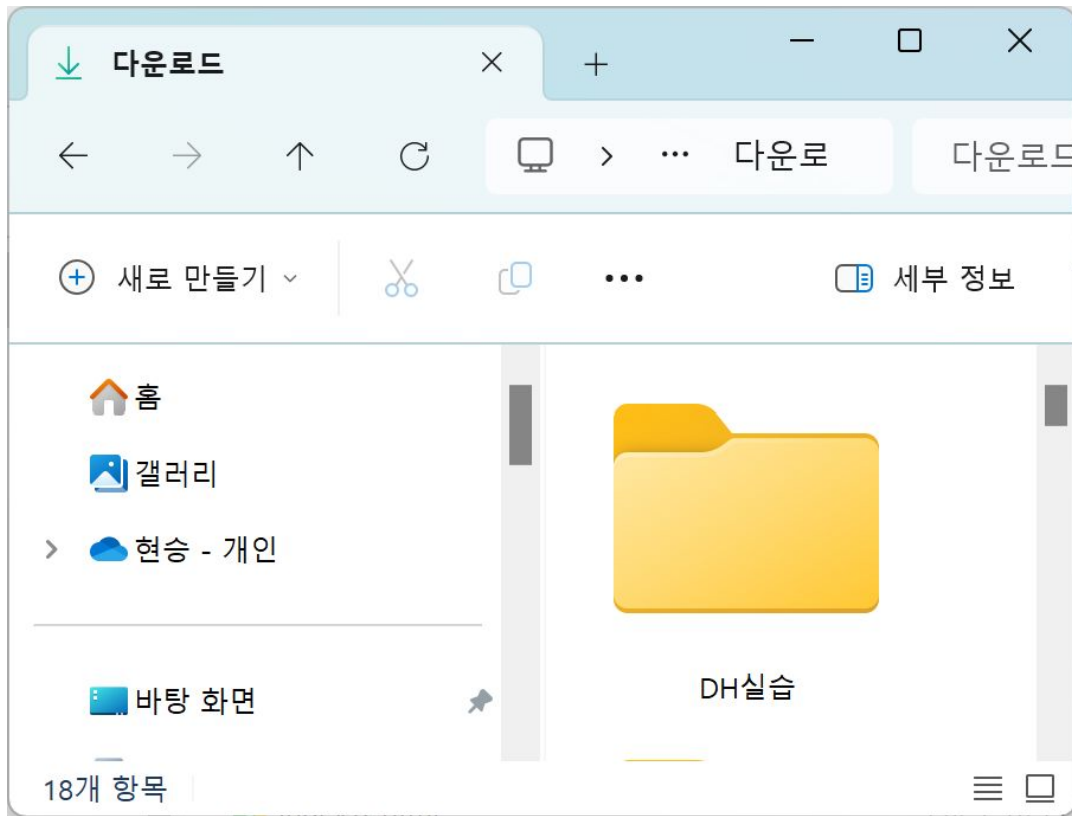 다운로드
다운로 다운로드
새로 만들기 세부 정보
홈
갤러리
현승 - 개인
바탕 화면
DH실습
18개 항목